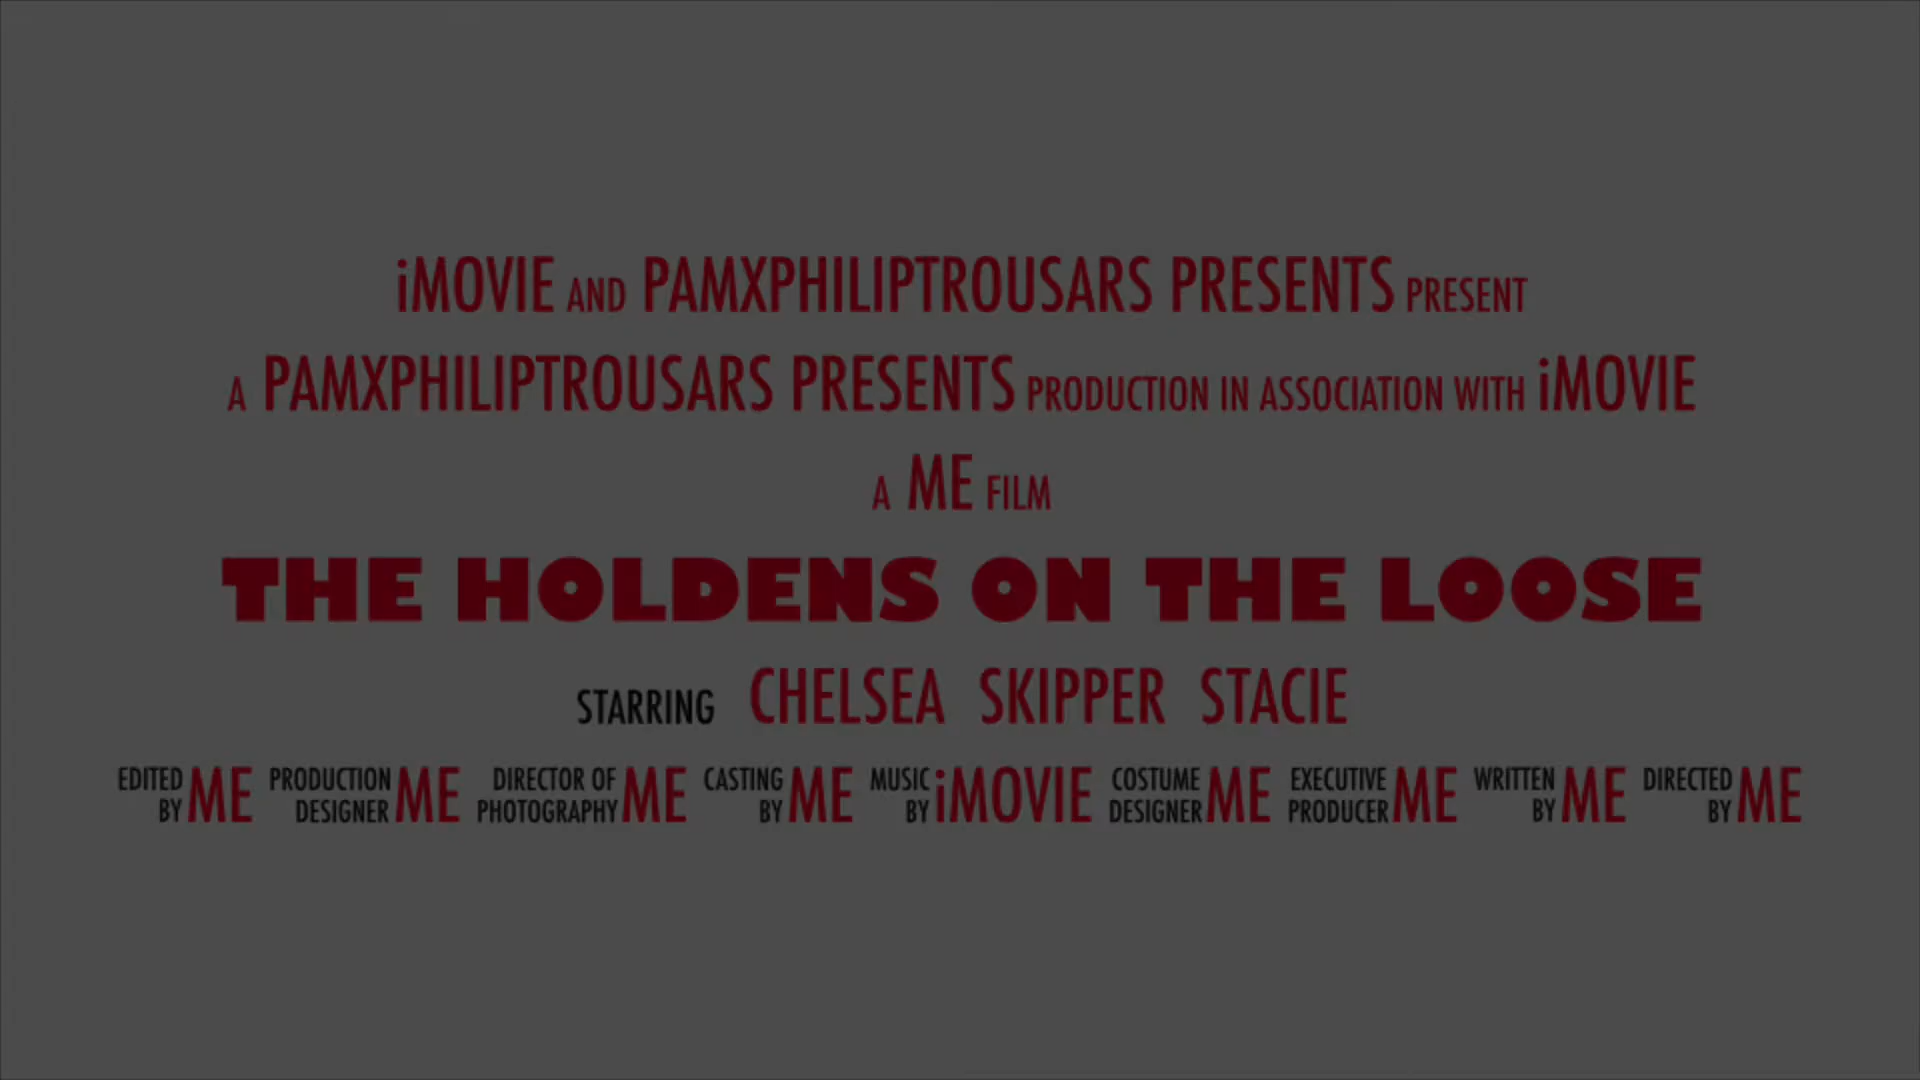 iMOVIE AND PAMXPHILIPTROUSARS PRESENTS PRESENT
A PAMXPHILIPTROUSARS PRESENTS PRODUCTION IN ASSOCIATION WITH iMOVIE
A ME FILM
THE HOLDENS ON THE LOOSE
STARRING CHELSEA SKIPPER STACIE
EDITED BY ME PRODUCTION DESIGNER ME DIRECTOR OF PHOTOGRAPHY ME CASTING BY ME MUSIC BY iMOVIE COSTUME DESIGNER ME EXECUTIVE PRODUCER ME WRITTEN BY ME DIRECTED BY ME